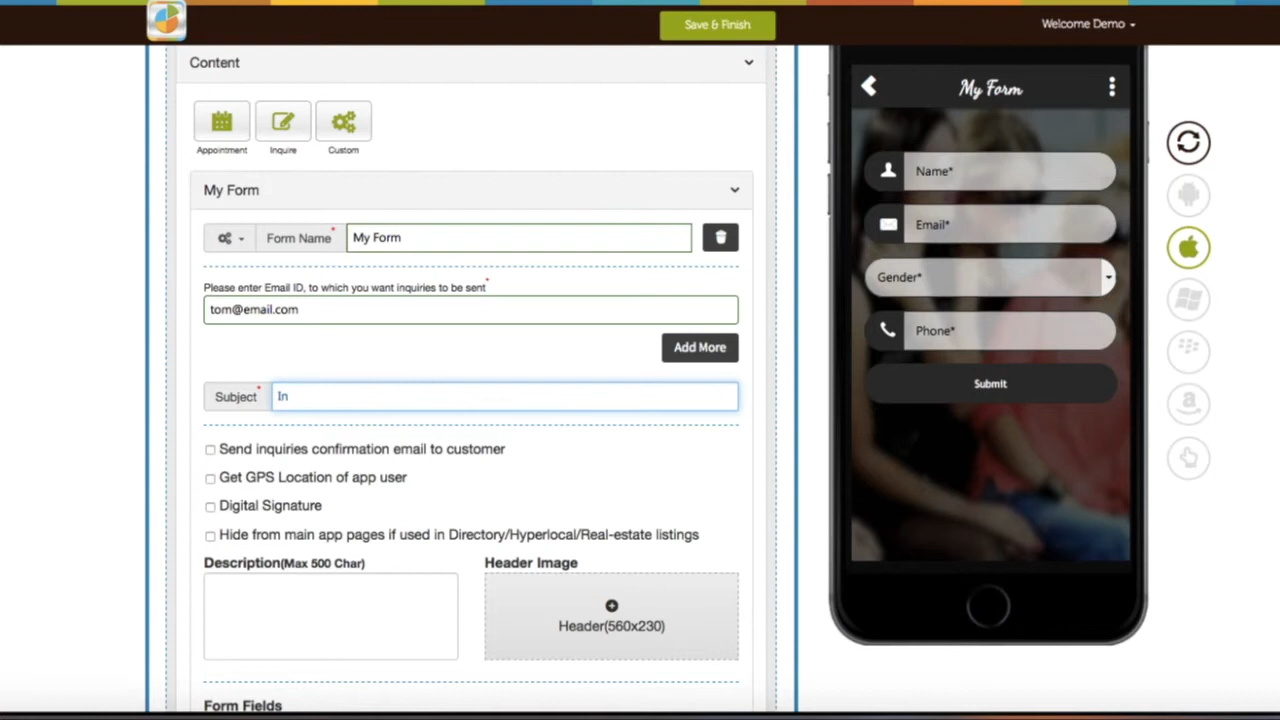 Save & Finish
Welcome Demo
Content
Appointment
Inquire
Custom
My Form
Form Name*
My Form
Please enter Email ID, to which you want inquiries to be sent*
tom@email.com
Add More
Subject*
In
Send inquiries confirmation email to customer
Get GPS Location of app user
Digital Signature
Hide from main app pages if used in Directory/Hyperlocal/Real-estate listings
Description(Max 500 Char)
Header Image
Header(560x230)
Form Fields
My Form
Name*
Email*
Gender*
Phone*
Submit